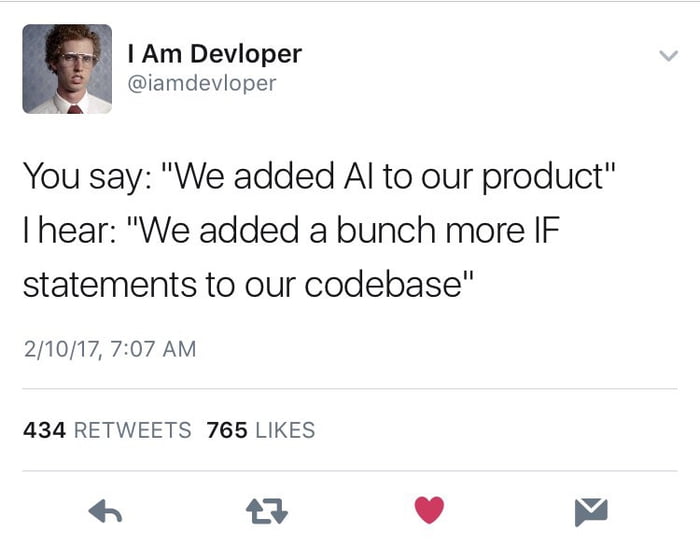 I Am Devloper
@iamdevloper
You say: "We added AI to our product"
I hear: "We added a bunch more IF
statements to our codebase"
2/10/17, 7:07 AM
434 RETWEETS 765 LIKES